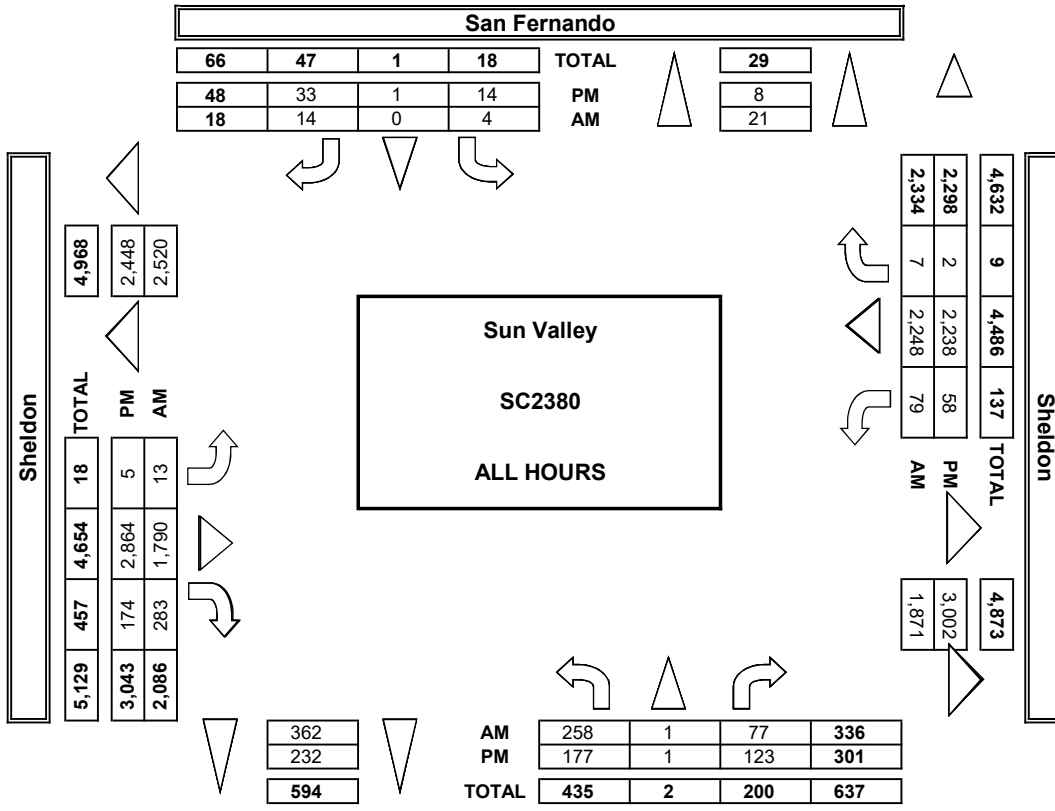 San Fernando
66 47 1 18 TOTAL 29
48 33 1 14 PM 8
18 14 0 4 AM 21
Sheldon
4,968
2,448
2,520
TOTAL 18 4,654 457 5,129
PM 5 2,864 174 3,043
AM 13 1,790 283 2,086
Sun Valley
SC2380
ALL HOURS
4,632 9 4,486 137 TOTAL 4,873
2,298 2 2,238 58 PM 3,002
2,334 7 2,248 79 AM 1,871
Sheldon
362 AM 258 1 77 336
232 PM 177 1 123 301
594 TOTAL 435 2 200 637